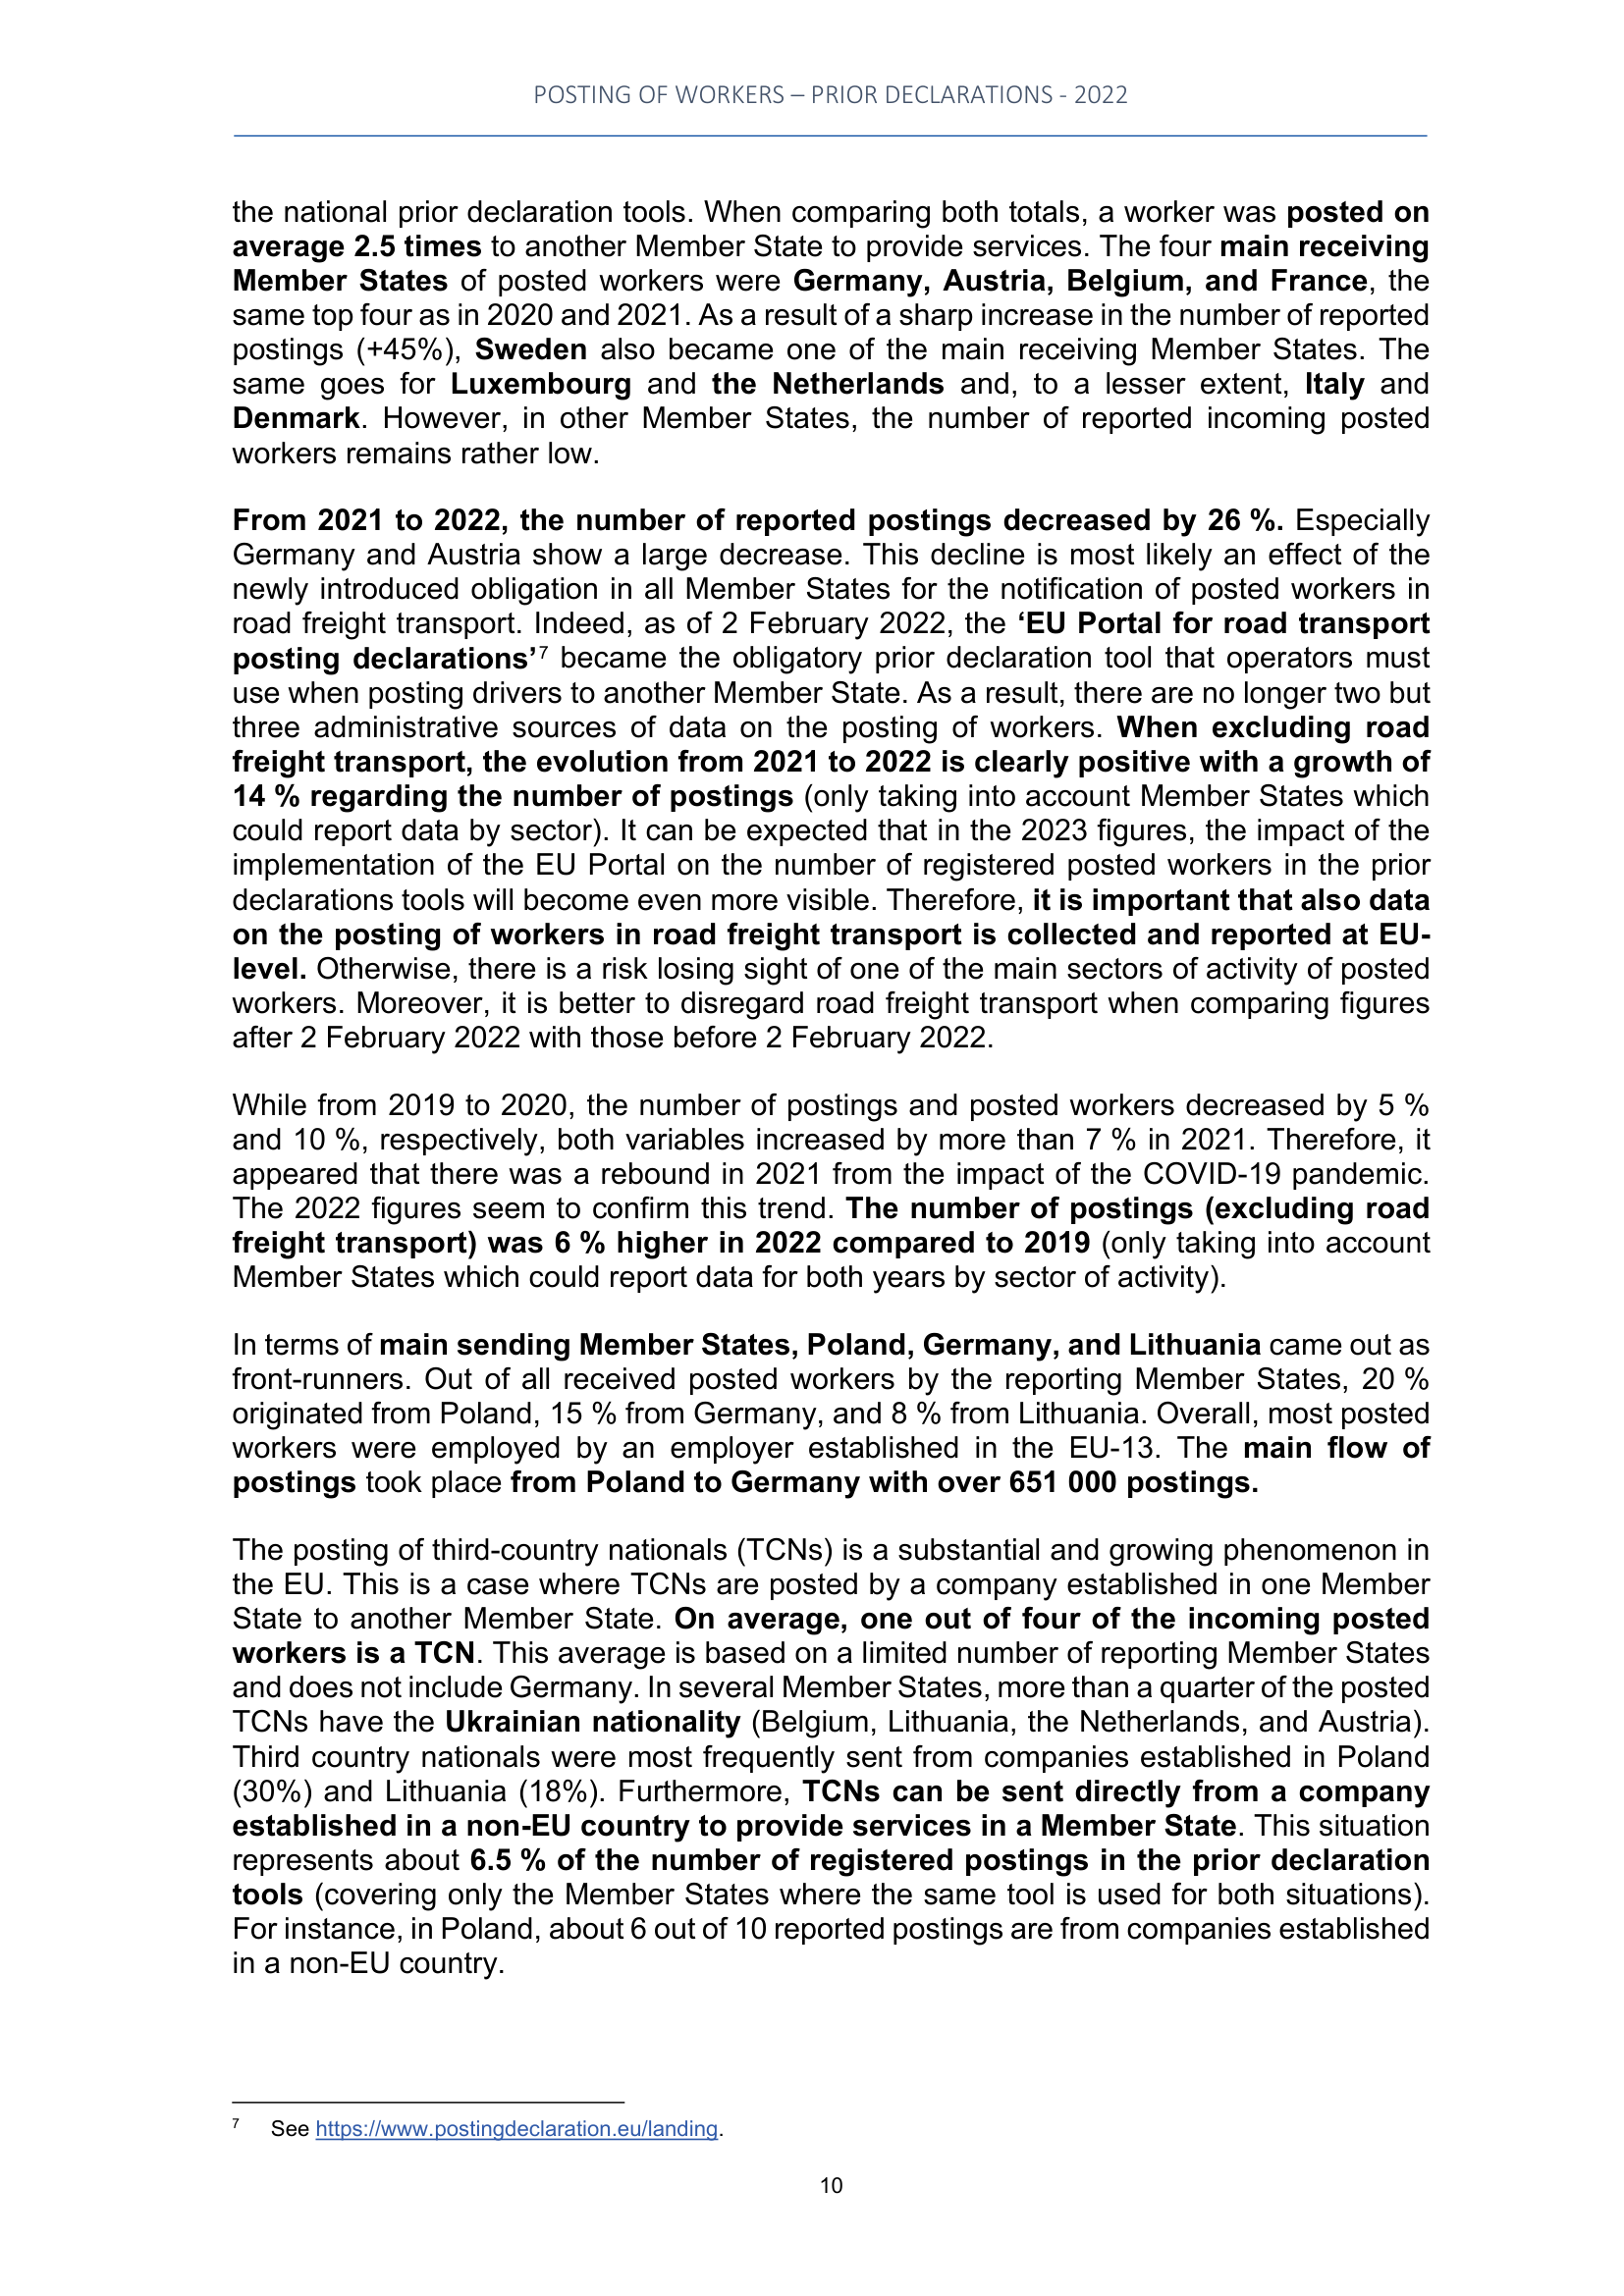 POSTING OF WORKERS – PRIOR DECLARATIONS - 2022
the national prior declaration tools. When comparing both totals, a worker was posted on
average 2.5 times to another Member State to provide services. The four main receiving
Member States of posted workers were Germany, Austria, Belgium, and France, the
same top four as in 2020 and 2021. As a result of a sharp increase in the number of reported
postings (+45%), Sweden also became one of the main receiving Member States. The
same goes for Luxembourg and the Netherlands and, to a lesser extent, Italy and
Denmark. However, in other Member States, the number of reported incoming posted
workers remains rather low.
From 2021 to 2022, the number of reported postings decreased by 26 %. Especially
Germany and Austria show a large decrease. This decline is most likely an effect of the
newly introduced obligation in all Member States for the notification of posted workers in
road freight transport. Indeed, as of 2 February 2022, the ‘EU Portal for road transport
posting declarations’7 became the obligatory prior declaration tool that operators must
use when posting drivers to another Member State. As a result, there are no longer two but
three administrative sources of data on the posting of workers. When excluding road
freight transport, the evolution from 2021 to 2022 is clearly positive with a growth of
14 % regarding the number of postings (only taking into account Member States which
could report data by sector). It can be expected that in the 2023 figures, the impact of the
implementation of the EU Portal on the number of registered posted workers in the prior
declarations tools will become even more visible. Therefore, it is important that also data
on the posting of workers in road freight transport is collected and reported at EU-
level. Otherwise, there is a risk losing sight of one of the main sectors of activity of posted
workers. Moreover, it is better to disregard road freight transport when comparing figures
after 2 February 2022 with those before 2 February 2022.
While from 2019 to 2020, the number of postings and posted workers decreased by 5 %
and 10 %, respectively, both variables increased by more than 7 % in 2021. Therefore, it
appeared that there was a rebound in 2021 from the impact of the COVID-19 pandemic.
The 2022 figures seem to confirm this trend. The number of postings (excluding road
freight transport) was 6 % higher in 2022 compared to 2019 (only taking into account
Member States which could report data for both years by sector of activity).
In terms of main sending Member States, Poland, Germany, and Lithuania came out as
front-runners. Out of all received posted workers by the reporting Member States, 20 %
originated from Poland, 15 % from Germany, and 8 % from Lithuania. Overall, most posted
workers were employed by an employer established in the EU-13. The main flow of
postings took place from Poland to Germany with over 651 000 postings.
The posting of third-country nationals (TCNs) is a substantial and growing phenomenon in
the EU. This is a case where TCNs are posted by a company established in one Member
State to another Member State. On average, one out of four of the incoming posted
workers is a TCN. This average is based on a limited number of reporting Member States
and does not include Germany. In several Member States, more than a quarter of the posted
TCNs have the Ukrainian nationality (Belgium, Lithuania, the Netherlands, and Austria).
Third country nationals were most frequently sent from companies established in Poland
(30%) and Lithuania (18%). Furthermore, TCNs can be sent directly from a company
established in a non-EU country to provide services in a Member State. This situation
represents about 6.5 % of the number of registered postings in the prior declaration
tools (covering only the Member States where the same tool is used for both situations).
For instance, in Poland, about 6 out of 10 reported postings are from companies established
in a non-EU country.
7 See https://www.postingdeclaration.eu/landing.
10